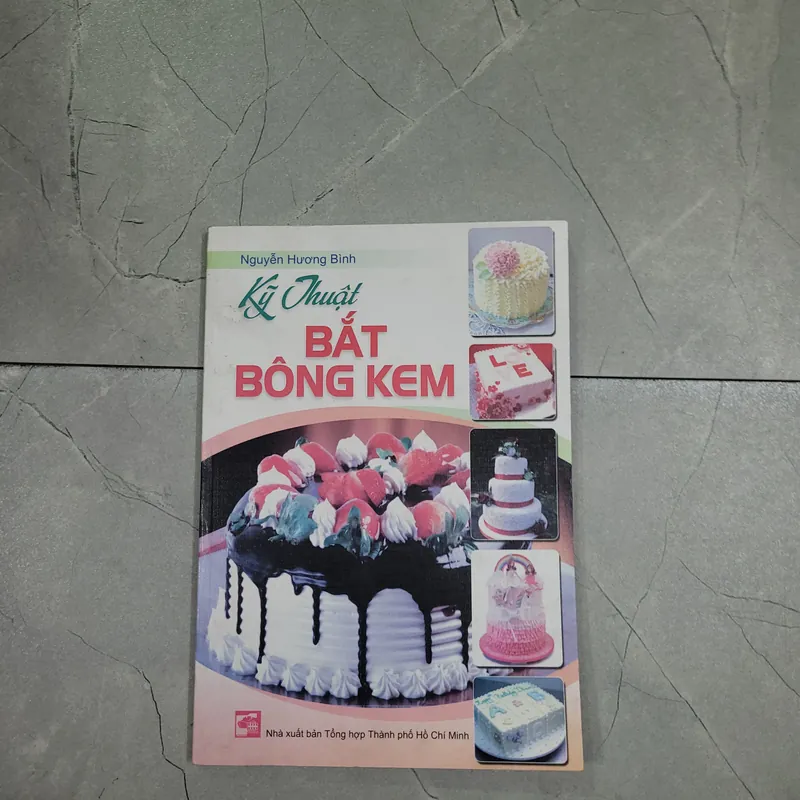 Nguyễn Hương Bình
Kỹ Thuật
BẮT
BÔNG KEM
L E
Nhà xuất bản Tổng hợp Thành phố Hồ Chí Minh